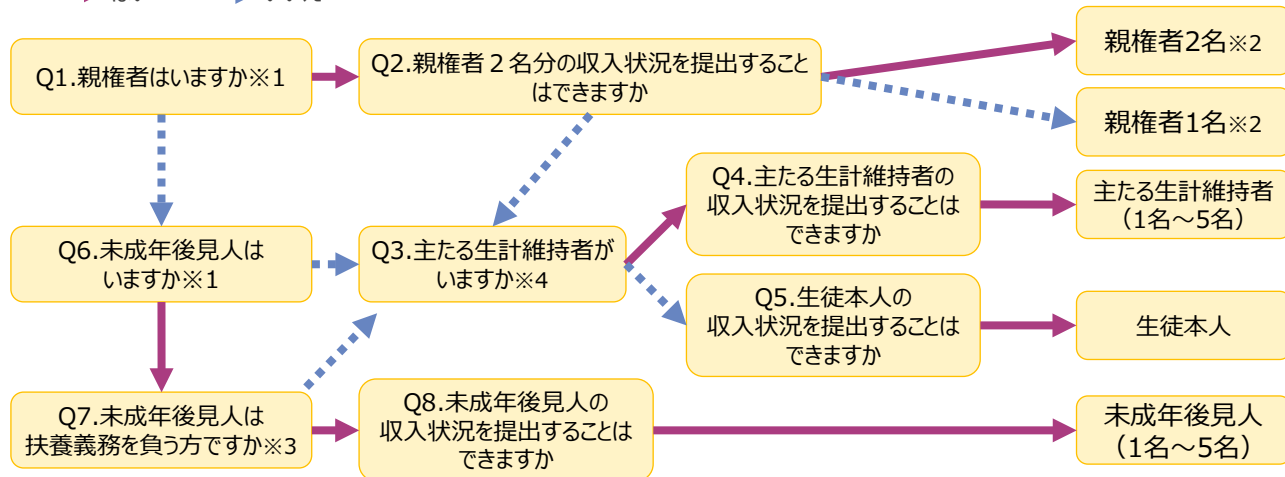 Q1.親権者はいますか※1
Q2.親権者２名分の収入状況を提出すること
はできますか
親権者2名※2
親権者1名※2
Q4.主たる生計維持者の
収入状況を提出することは
できますか
主たる生計維持者
（1名～5名）
Q6.未成年後見人は
いますか※1
Q3.主たる生計維持者が
いますか※4
Q5.生徒本人の
収入状況を提出することは
できますか
生徒本人
Q7.未成年後見人は
扶養義務を負う方ですか※3
Q8.未成年後見人の
収入状況を提出することは
できますか
未成年後見人
（1名～5名）